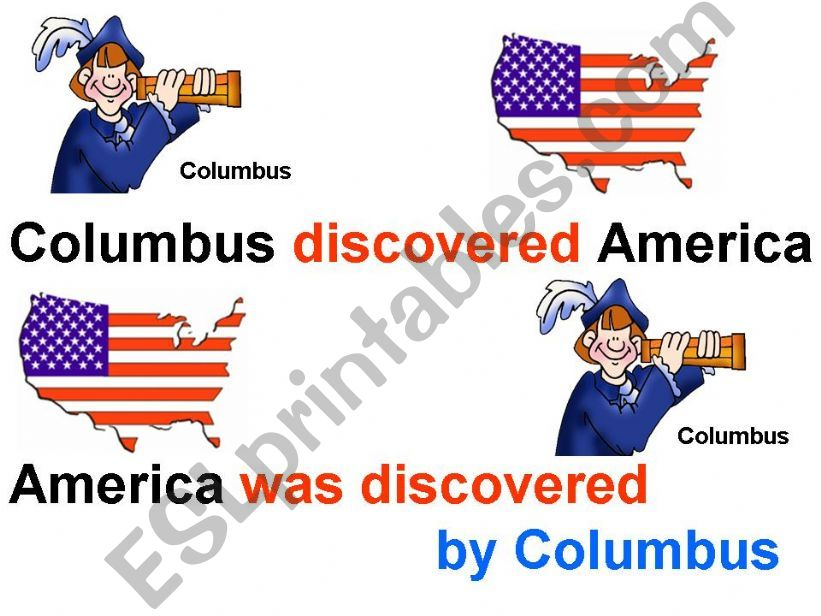 Columbus
Columbus discovered America
Columbus
America was discovered
by Columbus
ESLprintables.com